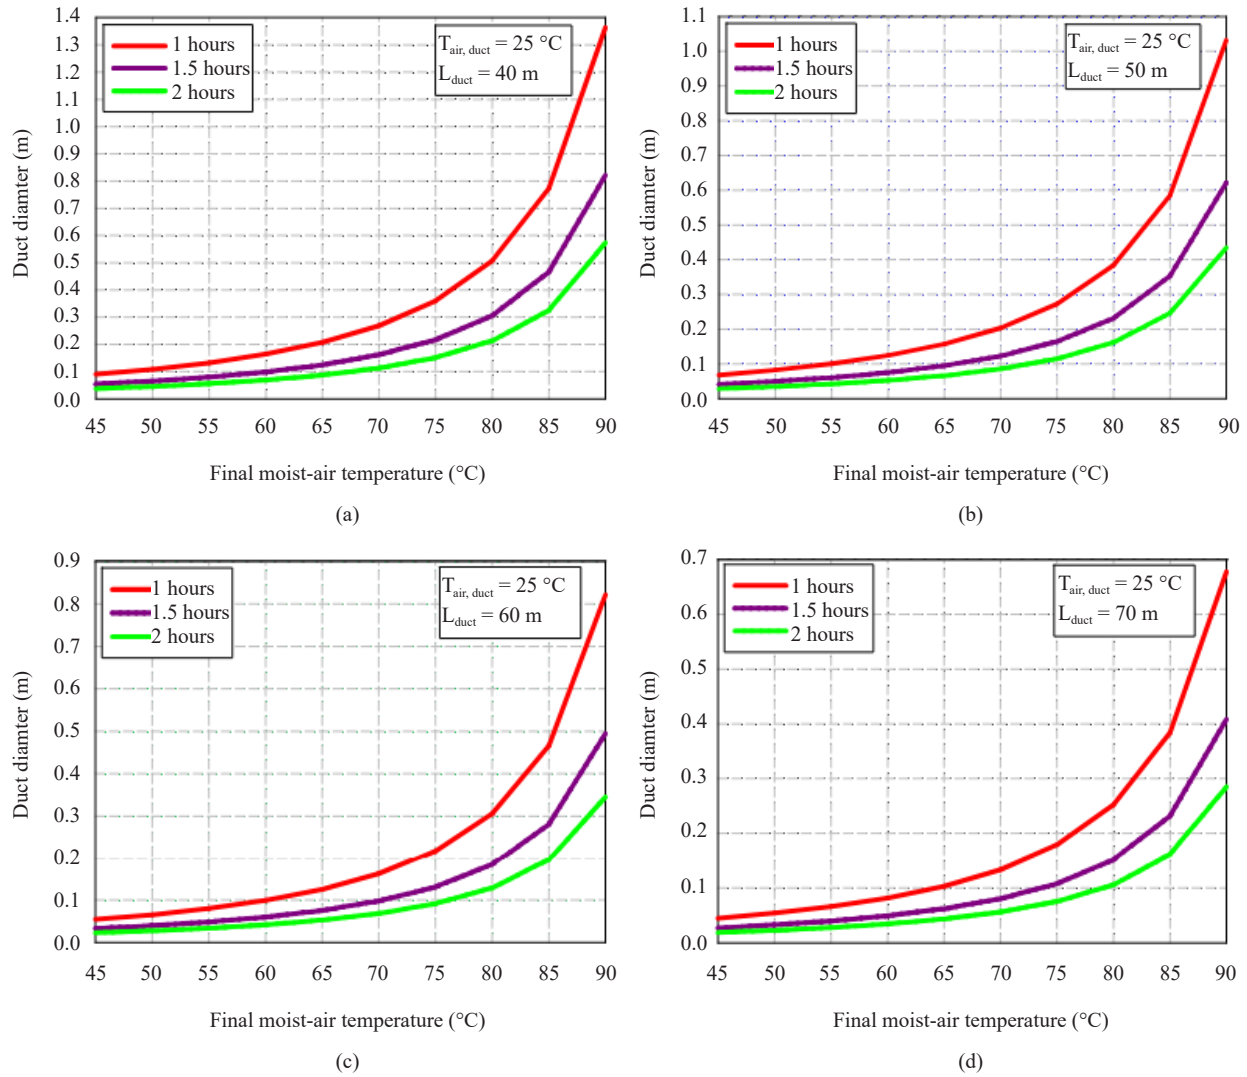 1.4
1.3
1.2
1.1
1.0
0.9
0.8
0.7
0.6
0.5
0.4
0.3
0.2
0.1
0.0
Duct diamter (m)
1 hours
1.5 hours
2 hours
T air, duct = 25 °C
L duct = 40 m
45 50 55 60 65 70 75 80 85 90
Final moist-air temperature (°C)
(a)
1.1
1.0
0.9
0.8
0.7
0.6
0.5
0.4
0.3
0.2
0.1
0.0
Duct diamter (m)
1 hours
1.5 hours
2 hours
T air, duct = 25 °C
L duct = 50 m
45 50 55 60 65 70 75 80 85 90
Final moist-air temperature (°C)
(b)
0.9
0.8
0.7
0.6
0.5
0.4
0.3
0.2
0.1
0.0
Duct diamter (m)
1 hours
1.5 hours
2 hours
T air, duct = 25 °C
L duct = 60 m
45 50 55 60 65 70 75 80 85 90
Final moist-air temperature (°C)
(c)
0.7
0.6
0.5
0.4
0.3
0.2
0.1
0.0
Duct diamter (m)
1 hours
1.5 hours
2 hours
T air, duct = 25 °C
L duct = 70 m
45 50 55 60 65 70 75 80 85 90
Final moist-air temperature (°C)
(d)